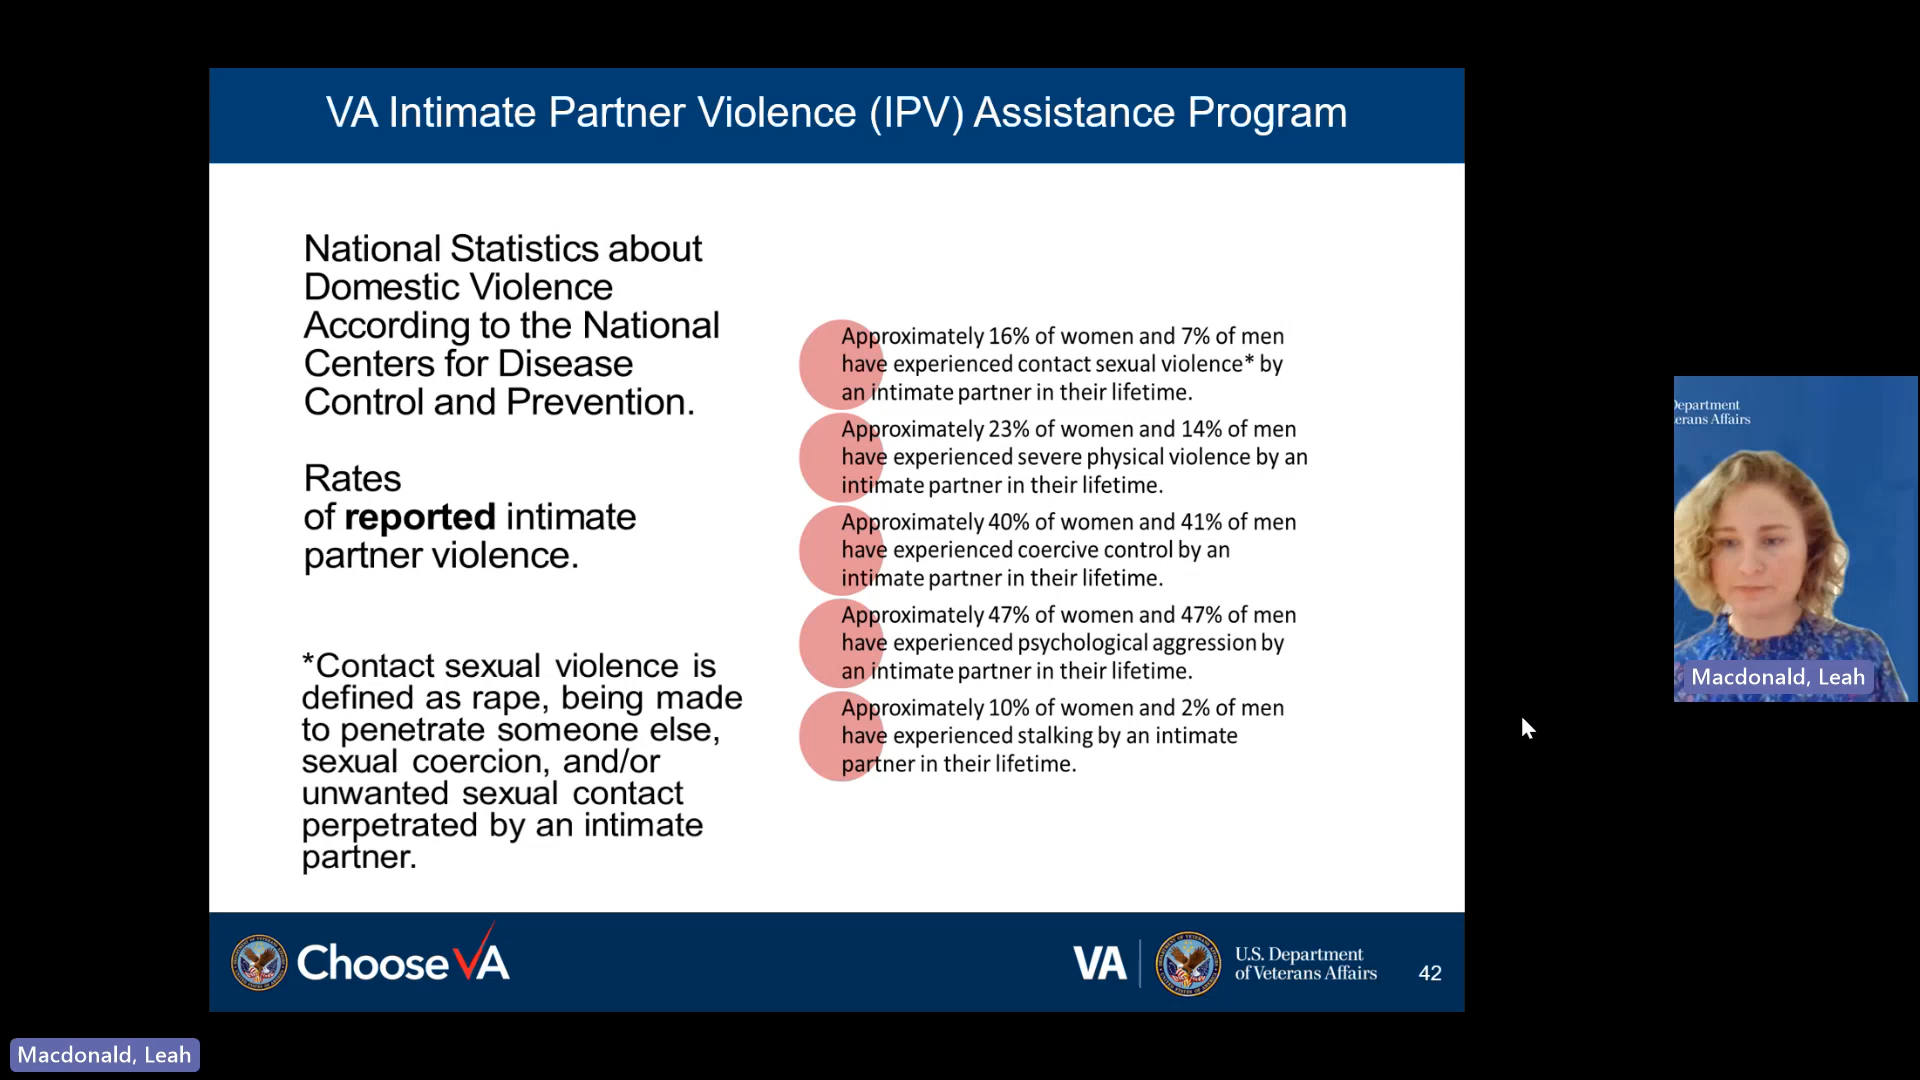 VA Intimate Partner Violence (IPV) Assistance Program
National Statistics about
Domestic Violence
According to the National
Centers for Disease
Control and Prevention.
Rates
of reported intimate
partner violence.
*Contact sexual violence is
defined as rape, being made
to penetrate someone else,
sexual coercion, and/or
unwanted sexual contact
perpetrated by an intimate
partner.
Approximately 16% of women and 7% of men
have experienced contact sexual violence* by
an intimate partner in their lifetime.
Approximately 23% of women and 14% of men
have experienced severe physical violence by an
intimate partner in their lifetime.
Approximately 40% of women and 41% of men
have experienced coercive control by an
intimate partner in their lifetime.
Approximately 47% of women and 47% of men
have experienced psychological aggression by
an intimate partner in their lifetime.
Approximately 10% of women and 2% of men
have experienced stalking by an intimate
partner in their lifetime.
Choose VA
VA
U.S. Department
of Veterans Affairs
42
Department
erans Affairs
Macdonald, Leah
Macdonald, Leah